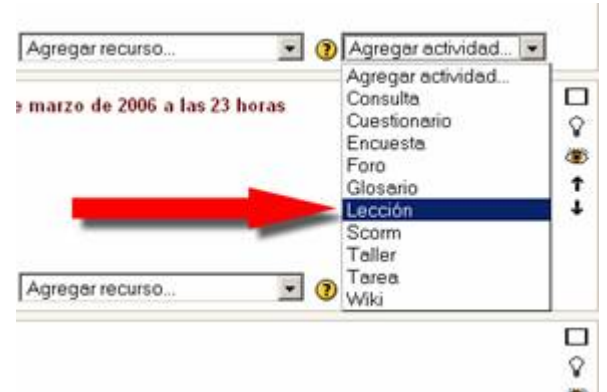 Agregar recurso... Agregar actividad...
Agregar actividad...
Consulta
e marzo de 2006 a las 23 horas
Cuestionario
Encuesta
Foro
Glosario
Lección
Scorm
Taller
Tarea
Agregar recurso...
Wiki